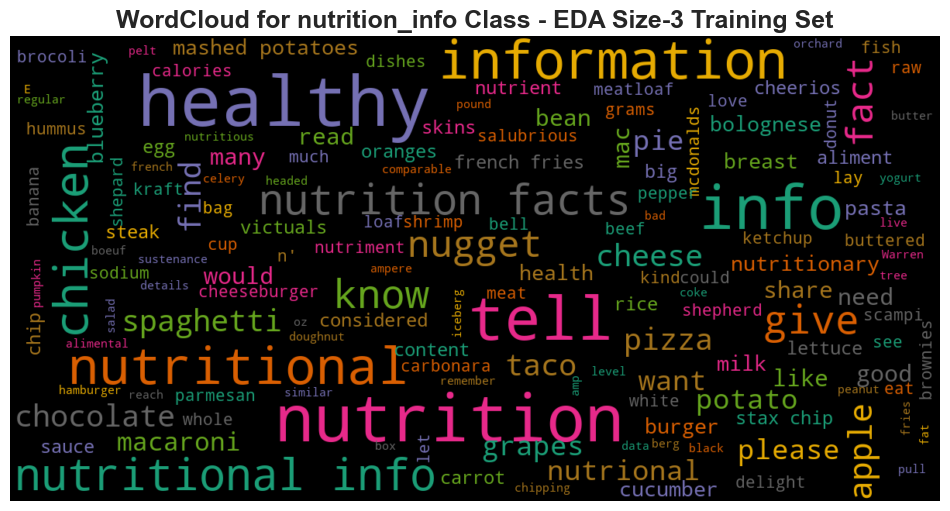 WordCloud for nutrition_info Class - EDA Size-3 Training Set
brocoli
pelt
mashed potatoes
information
orchard
fish
calories
dishes
raw
E
regular
blueberry
healthy
nutrient
meatloaf
cheerios
fact
hummus
nutritious
egg
read
skins
pound
grams
bean
love
donut
butter
salubrious
mac
pie
mcdonalds
bolognese
many
much
oranges
french fries
breast
aliment
banana
chicken
shepard
french
kraft
celery
headed
find
comparable
big
lay
yogurt
bag
nutrition facts
pepper
info
pasta
steak
victuals
loaf
shrimp
bell
bad
live
boeuf
cup
nutriment
nugget
beef
ketchup
buttered
Warren
sustenance
n'
cheese
sodium
details
would
ampere
health
kind
could
nutritionary
tree
pumpkin
salad
cheeseburger
know
meat
coke
share
need
chip
spaghetti
oz
considered
iceberg
tell
rice
shepherd
give
scampi
alimental
doughnut
content
pizza
lettuce
see
nutritional
carbonara
taco
milk
brownies
hamburger
reach
parmesan
similar
remember
amp
level
want
like
good
peanut
eat
chocolate
whole
nutrition
white
potato
apple
fries
fat
burger
stax chip
sauce
macaroni
box
let
grapes
data
berg
black
please
pull
nutritional info
carrot
chipping
nutrional
cucumber
delight